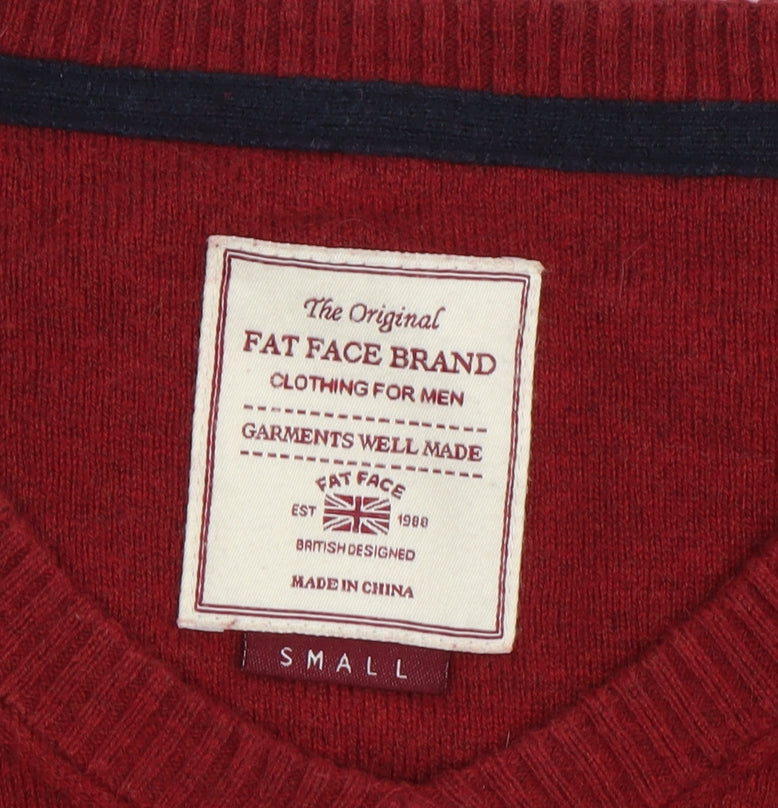 The Original
FAT FACE BRAND
CLOTHING FOR MEN
GARMENTS WELL MADE
FAT FACE
EST 1988
BRITISH DESIGNED
MADE IN CHINA
SMALL